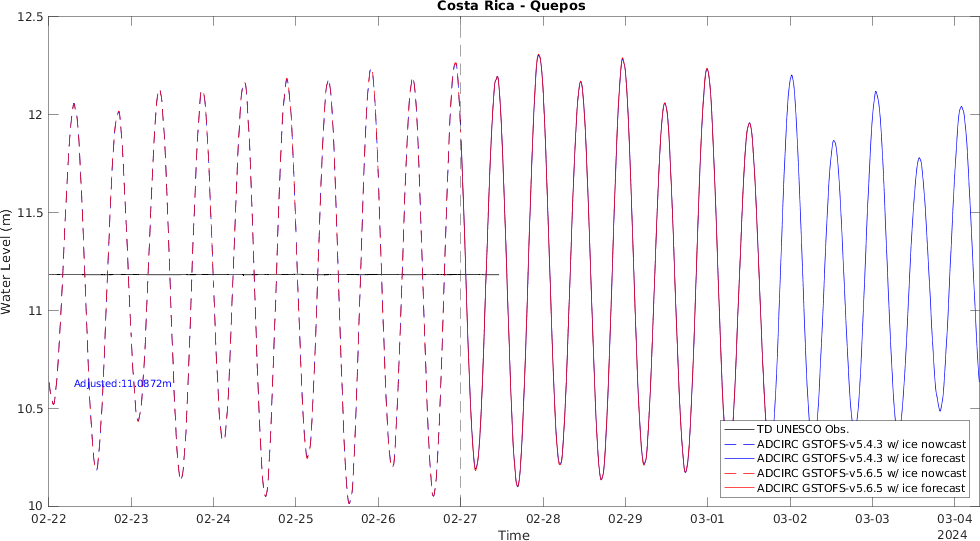 Costa Rica - Quepos
12.5
12
11.5
11
10.5
10
Water Level (m)
Adjusted:11.0872m
TD UNESCO Obs.
ADCIRC GSTOFS-v5.4.3 w/ ice nowcast
ADCIRC GSTOFS-v5.4.3 w/ ice forecast
ADCIRC GSTOFS-v5.6.5 w/ ice nowcast
ADCIRC GSTOFS-v5.6.5 w/ ice forecast
02-22 02-23 02-24 02-25 02-26 02-27 02-28 02-29 03-01 03-02 03-03 03-04
Time
2024